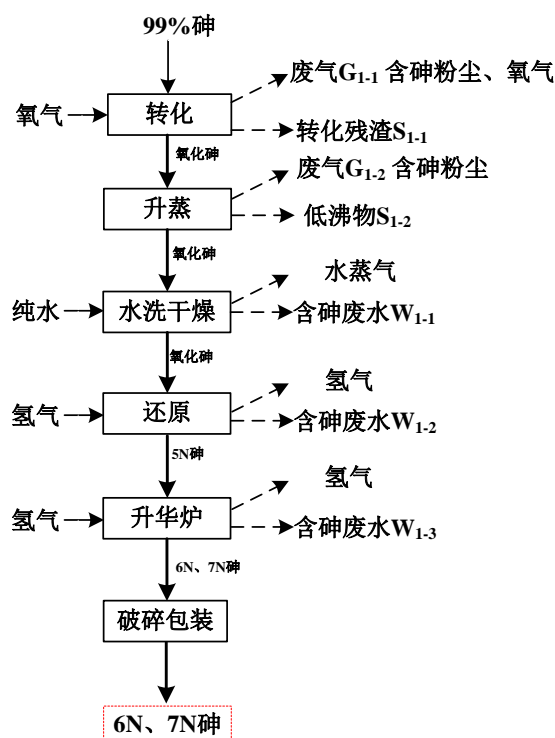 99%砷
废气G1-1 含砷粉尘、氧气
氧气
转化
转化残渣S1-1
氧化砷
废气G1-2 含砷粉尘
升蒸
低沸物S1-2
氧化砷
水蒸气
纯水
水洗干燥
含砷废水W1-1
氧化砷
氢气
氢气
还原
含砷废水W1-2
5N砷
氢气
氢气
升华炉
含砷废水W1-3
6N、7N砷
破碎包装
6N、7N砷